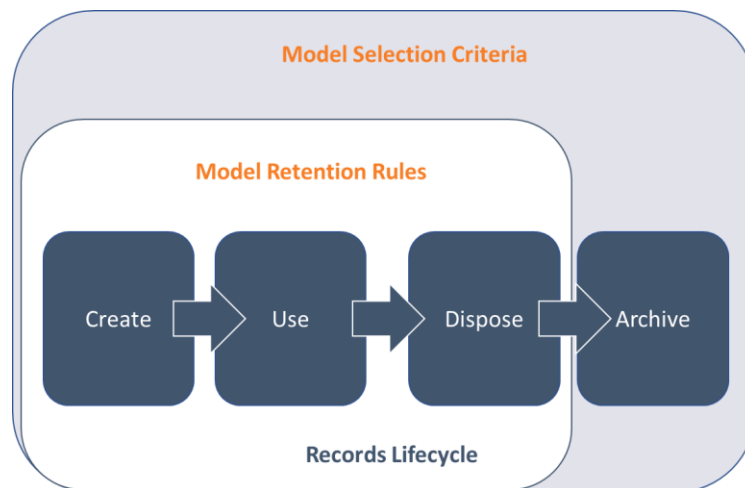 Model Selection Criteria
Model Retention Rules
Create
Use
Dispose
Archive
Records Lifecycle